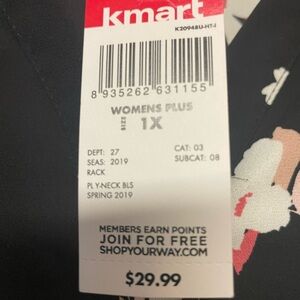 kmart
K20948U-HT4
8 935262 631155
WOMENS PLUS
SIZE 1X
DEPT: 27 CAT: 03
SEAS: 2019 SUBCAT: 08
RACK
PLY-NECK BLS
SPRING 2019
MEMBERS EARN POINTS
JOIN FOR FREE
SHOPYOURWAY.COM
$29.99